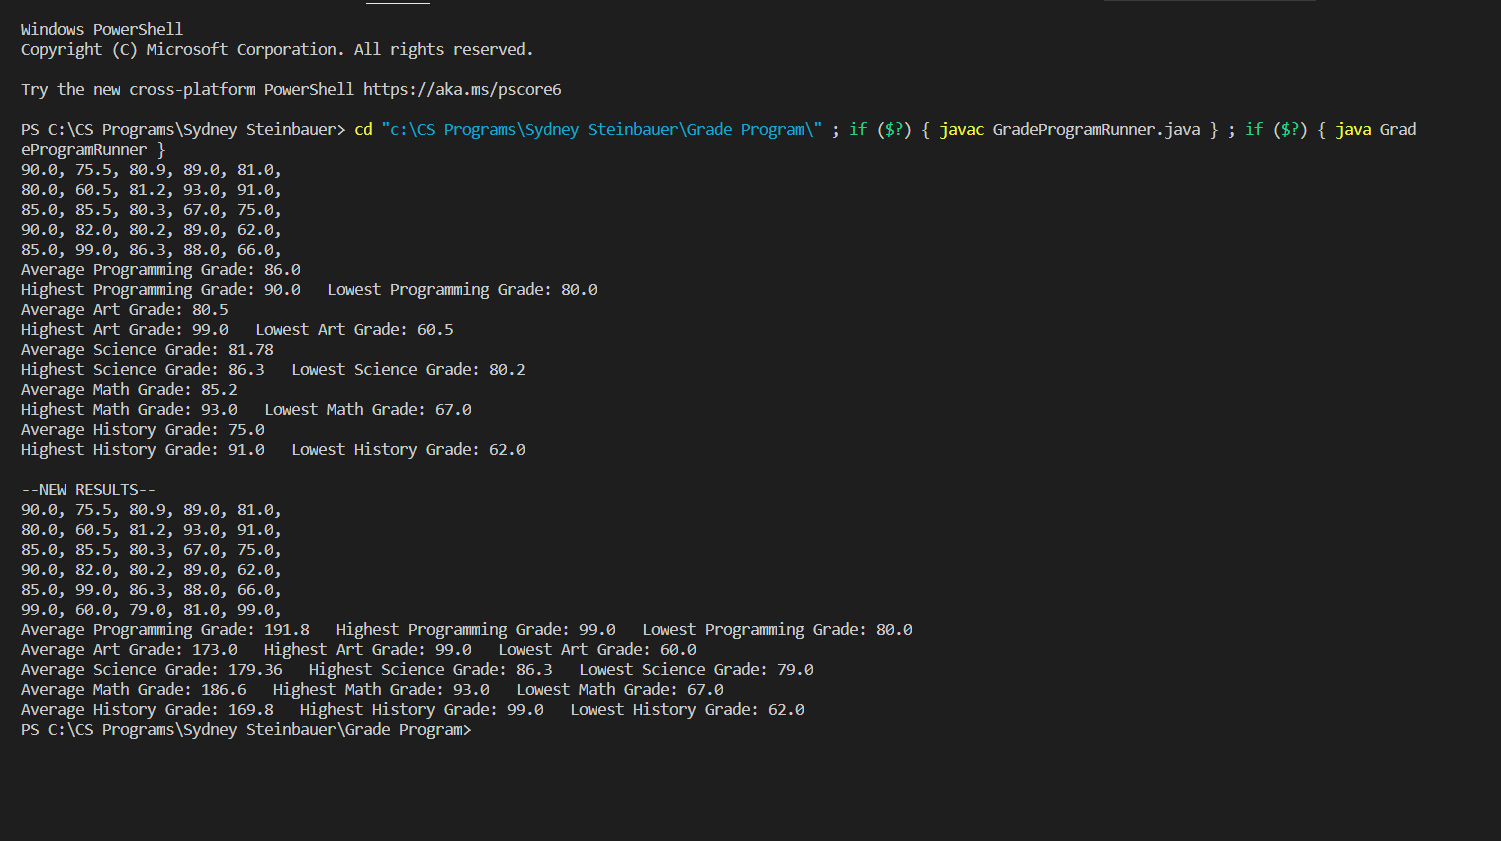 Windows PowerShell
Copyright (C) Microsoft Corporation. All rights reserved.
Try the new cross-platform PowerShell https://aka.ms/pscore6
PS C:\CS Programs\Sydney Steinbauer> cd "c:\CS Programs\Sydney Steinbauer\Grade Program\" ; if ($?) { javac GradeProgramRunner.java } ; if ($?) { java Grad
eProgramRunner }
90.0, 75.5, 80.9, 89.0, 81.0,
80.0, 60.5, 81.2, 93.0, 91.0,
85.0, 85.5, 80.3, 67.0, 75.0,
90.0, 82.0, 80.2, 89.0, 62.0,
85.0, 99.0, 86.3, 88.0, 66.0,
Average Programming Grade: 86.0
Highest Programming Grade: 90.0   Lowest Programming Grade: 80.0
Average Art Grade: 80.5
Highest Art Grade: 99.0   Lowest Art Grade: 60.5
Average Science Grade: 81.78
Highest Science Grade: 86.3   Lowest Science Grade: 80.2
Average Math Grade: 85.2
Highest Math Grade: 93.0   Lowest Math Grade: 67.0
Average History Grade: 75.0
Highest History Grade: 91.0   Lowest History Grade: 62.0
--NEW RESULTS--
90.0, 75.5, 80.9, 89.0, 81.0,
80.0, 60.5, 81.2, 93.0, 91.0,
85.0, 85.5, 80.3, 67.0, 75.0,
90.0, 82.0, 80.2, 89.0, 62.0,
85.0, 99.0, 86.3, 88.0, 66.0,
99.0, 60.0, 79.0, 81.0, 99.0,
Average Programming Grade: 191.8   Highest Programming Grade: 99.0   Lowest Programming Grade: 80.0
Average Art Grade: 173.0   Highest Art Grade: 99.0   Lowest Art Grade: 60.0
Average Science Grade: 179.36   Highest Science Grade: 86.3   Lowest Science Grade: 79.0
Average Math Grade: 186.6   Highest Math Grade: 93.0   Lowest Math Grade: 67.0
Average History Grade: 169.8   Highest History Grade: 99.0   Lowest History Grade: 62.0
PS C:\CS Programs\Sydney Steinbauer\Grade Program>